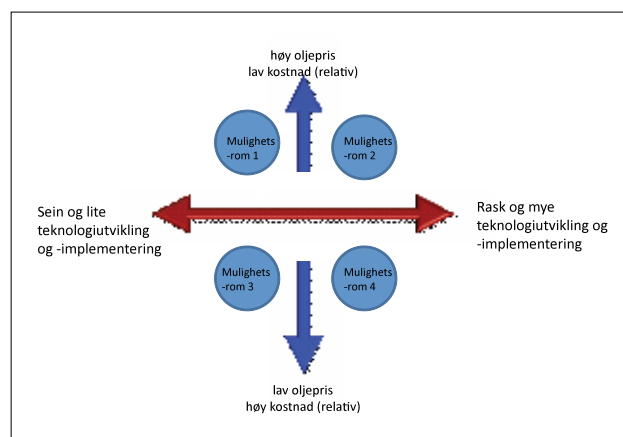 høy oljepris
lav kostnad (relativ)
Mulighets
-rom 1
Mulighets
-rom 2
Sein og lite
teknologiutvikling
og -implementering
Rask og mye
teknologiutvikling og
-implementering
Mulighets
-rom 3
Mulighets
-rom 4
lav oljepris
høy kostnad (relativ)